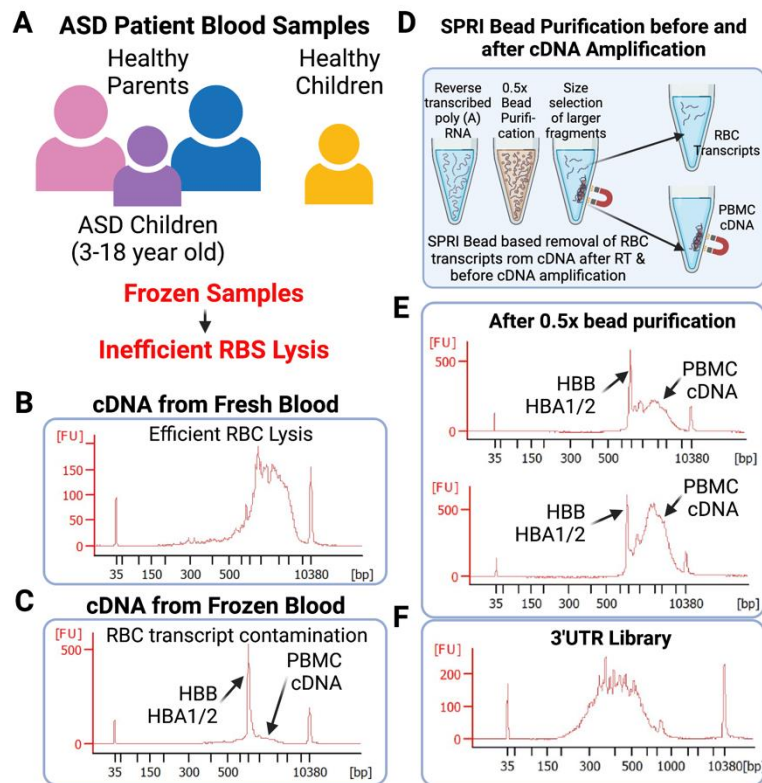 A
ASD Patient Blood Samples
Healthy
Parents
Healthy
Children
ASD Children
(3-18 year old)
Frozen Samples
Inefficient RBS Lysis
B
cDNA from Fresh Blood
Efficient RBC Lysis
[FU]
150
100
50
0
35 150 300 500 10380 [bp]
C
cDNA from Frozen Blood
RBC transcript contamination
[FU]
500
0
HBB
HBA1/2
PBMC
cDNA
35 150 300 500 10380 [bp]
D
SPRI Bead Purification before and
after cDNA Amplification
Reverse
transcribed
poly (A)
RNA
0.5x
Bead
Purifi-
cation
Size
selection
of larger
fragments
RBC
Transcripts
PBMC
cDNA
SPRI Bead based removal of RBC
transcripts rom cDNA after RT &
before cDNA amplification
E
After 0.5x bead purification
[FU]
500
0
HBB
HBA1/2
PBMC
cDNA
35 150 300 500 10380 [bp]
[FU]
500
0
HBB
HBA1/2
PBMC
cDNA
35 150 300 500 10380 [bp]
F
3'UTR Library
[FU]
200
100
0
35 150 300 500 1000 10380 [bp]